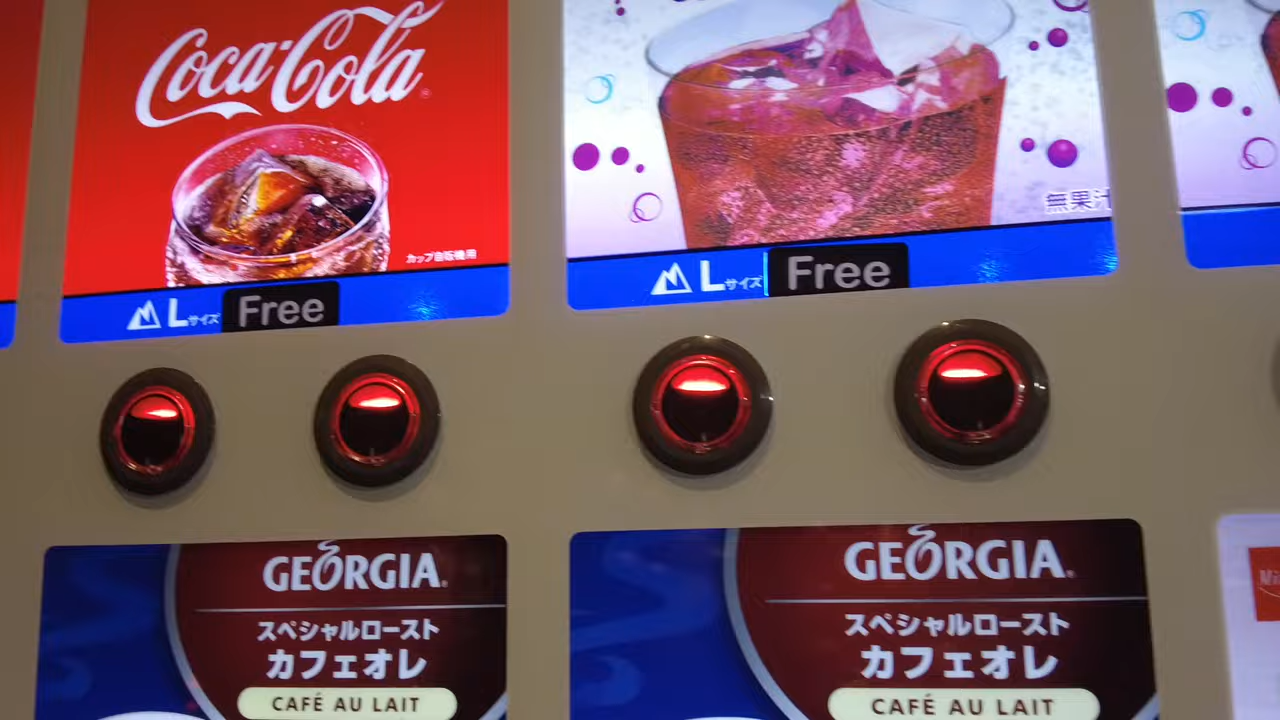 Coca-Cola
カップ自販機用
Lサイズ Free
無果汁
Lサイズ Free
GEORGIA
スペシャルロースト
カフェオレ
CAFÉ AU LAIT
GEORGIA
スペシャルロースト
カフェオレ
CAFÉ AU LAIT